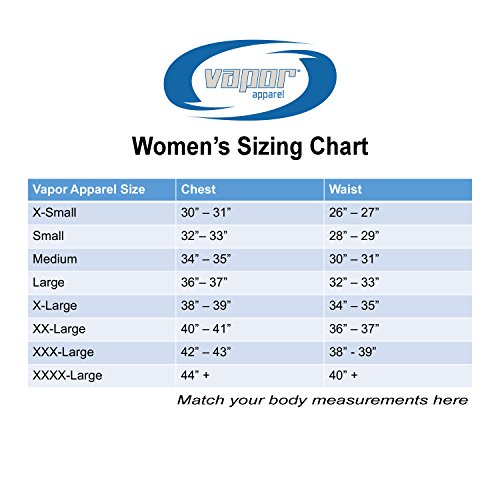 vapor®
apparel
Women’s Sizing Chart
Vapor Apparel Size Chest Waist
X-Small 30” – 31” 26” – 27”
Small 32”– 33” 28” – 29”
Medium 34” – 35” 30” – 31”
Large 36”– 37” 32” – 33”
X-Large 38” – 39” 34” – 35”
XX-Large 40” – 41” 36” – 37”
XXX-Large 42” – 43” 38” - 39”
XXXX-Large 44” + 40” +
Match your body measurements here